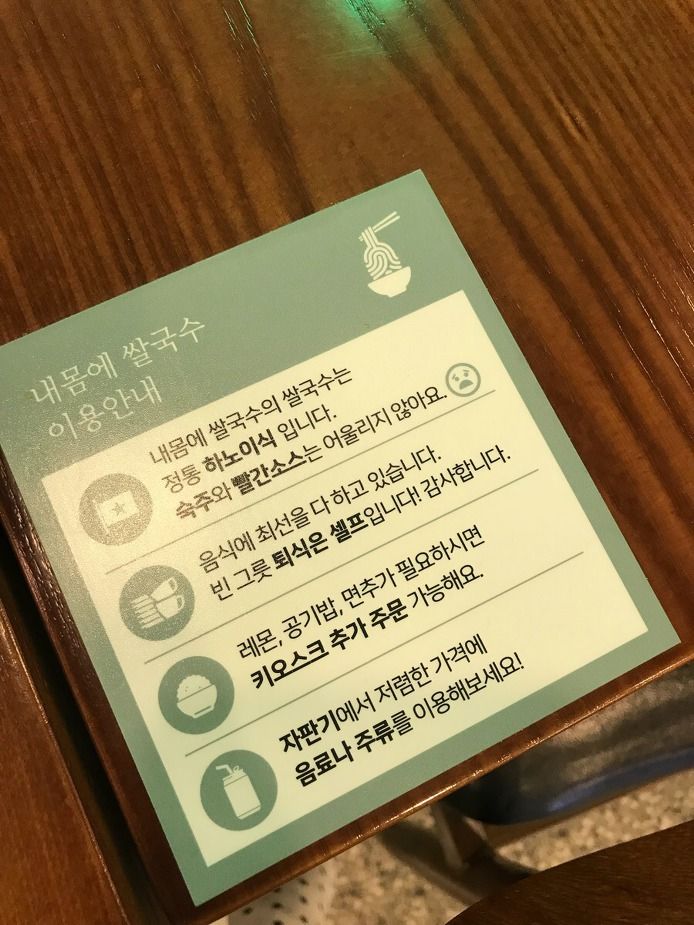 내몸에 쌀국수
이용안내
내몸에 쌀국수의 쌀국수는
정통 하노이식 입니다.
숙주와 빨간소스는 어울리지 않아요.
음식에 최선을 다 하고 있습니다.
빈 그릇 퇴식은 셀프입니다! 감사합니다.
레몬, 공기밥, 면추가 필요하시면
키오스크 추가 주문 가능해요.
자판기에서 저렴한 가격에
음료나 주류를 이용해보세요!